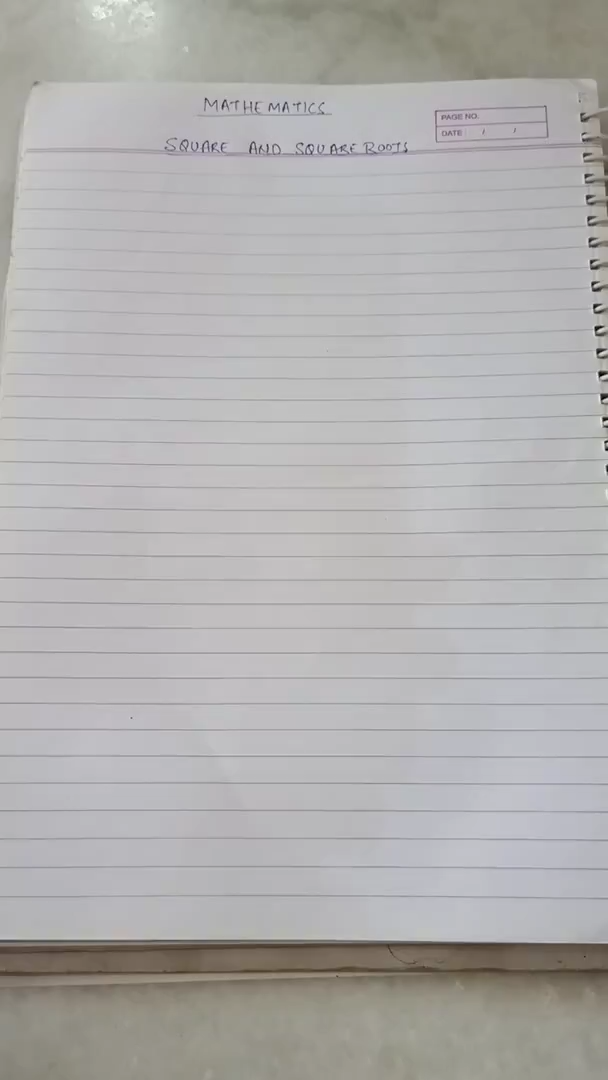 MATHEMATICS
PAGE NO.
DATE / /
SQUARE AND SQUARE ROOTS